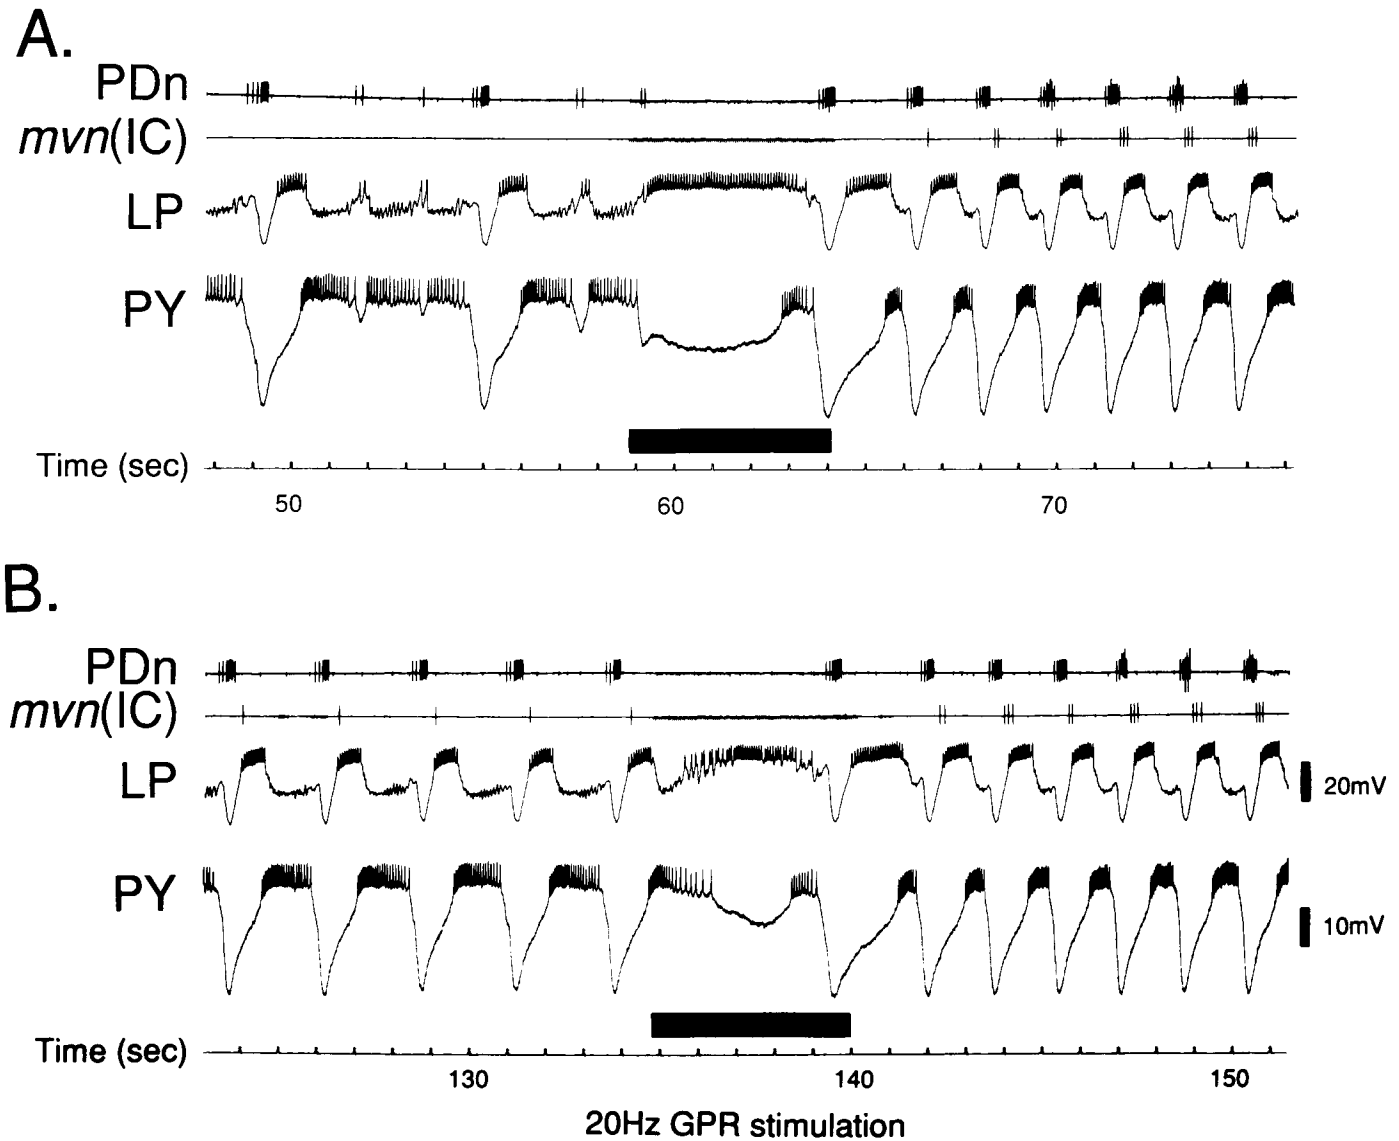 A.
PDn
mvn(IC)
LP
PY
Time (sec)
50 60 70
B.
PDn
mvn(IC)
LP
20mV
PY
10mV
Time (sec)
130 140 150
20Hz GPR stimulation